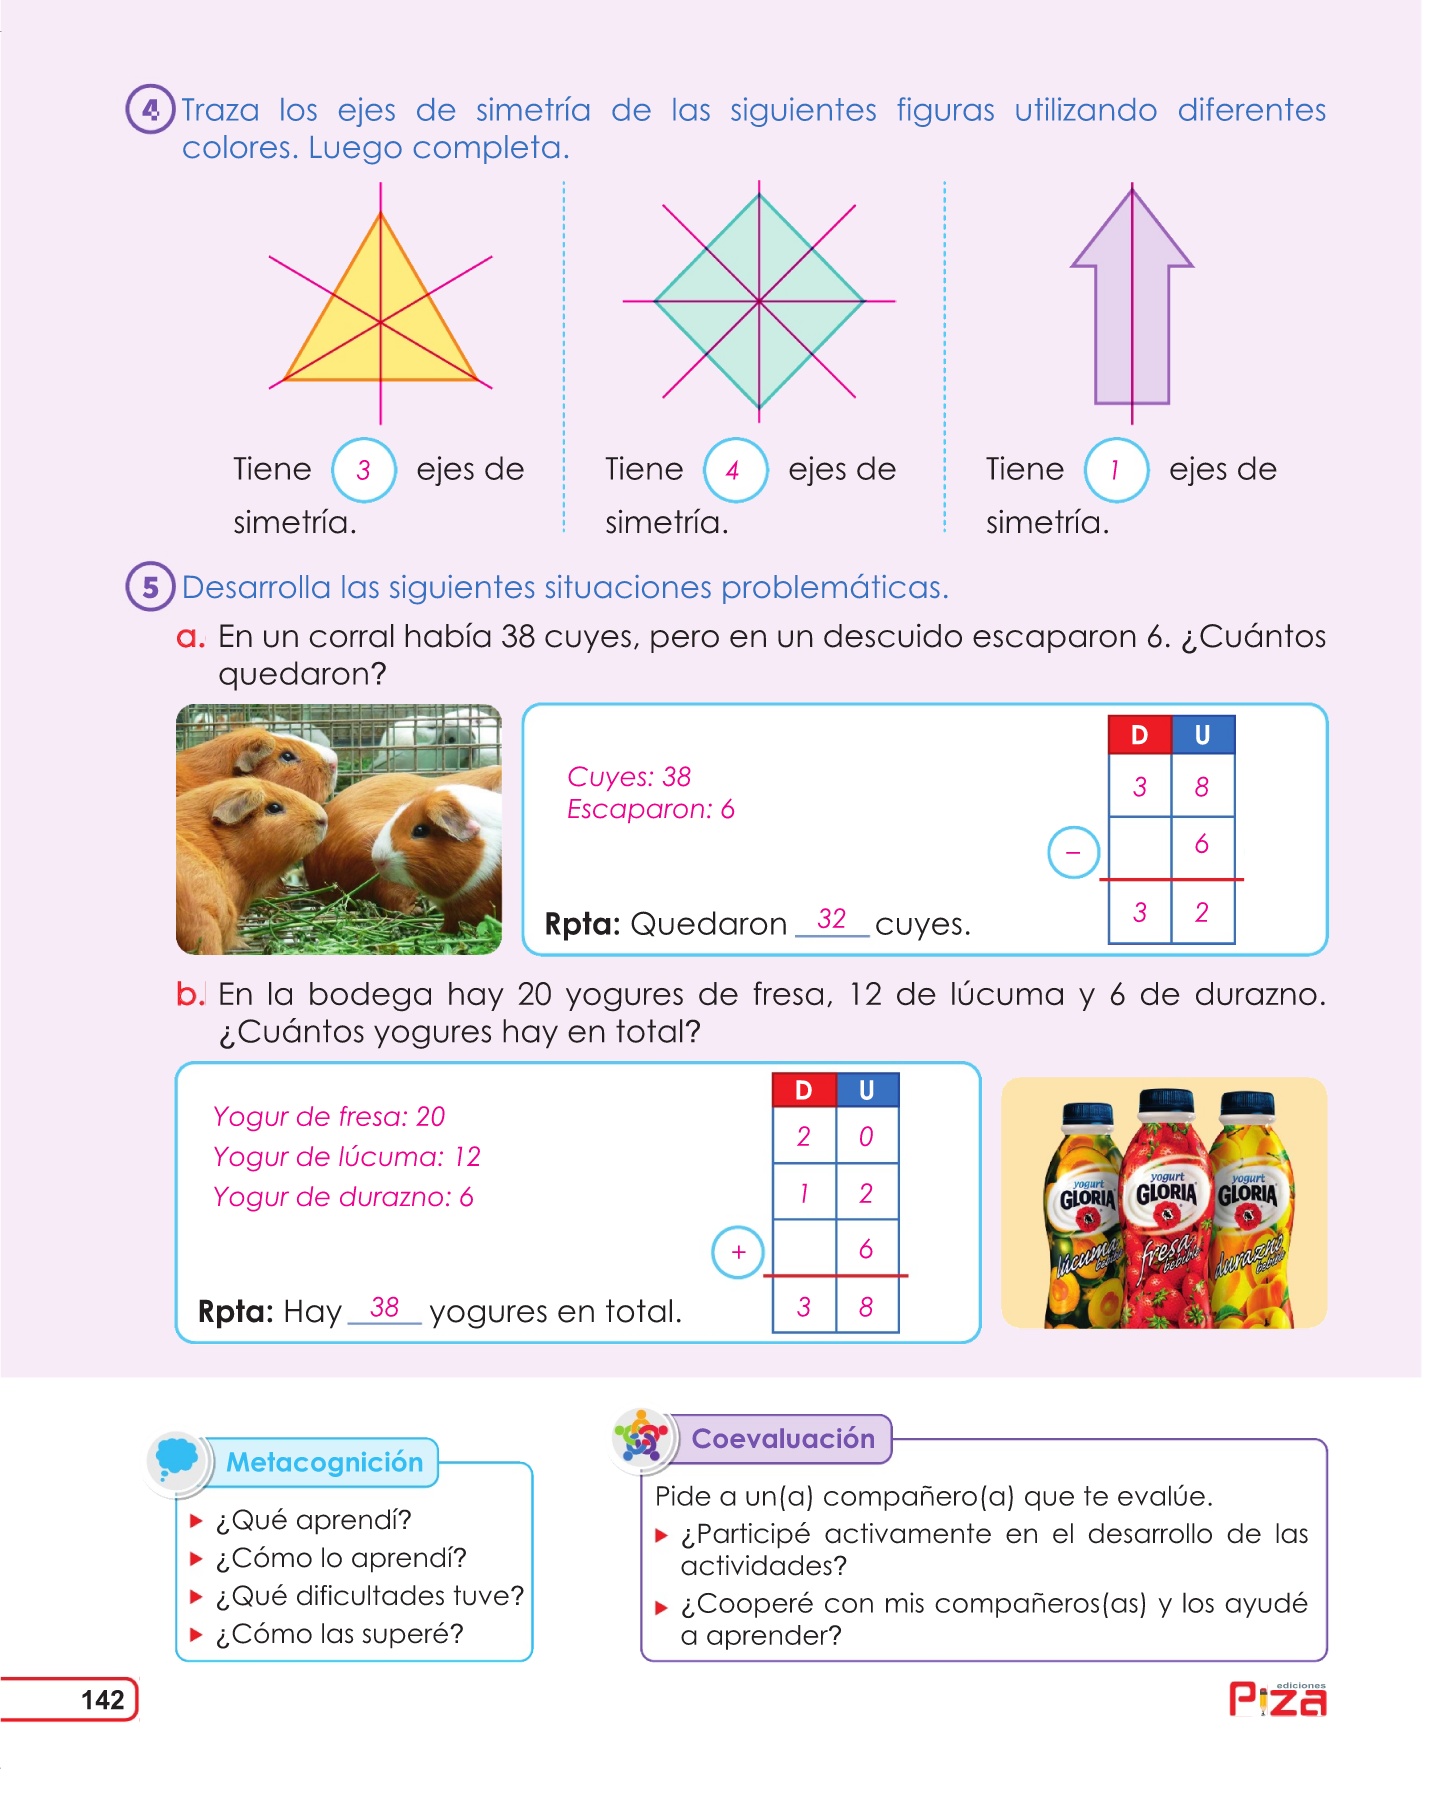 4 Traza los ejes de simetría de las siguientes figuras utilizando diferentes
colores. Luego completa.
Tiene 3 ejes de
simetría.
Tiene 4 ejes de
simetría.
Tiene 1 ejes de
simetría.
5 Desarrolla las siguientes situaciones problemáticas.
a. En un corral había 38 cuyes, pero en un descuido escaparon 6. ¿Cuántos
quedaron?
Cuyes: 38
Escaparon: 6
Rpta: Quedaron 32 cuyes.
D U
3 8
− 6
3 2
b. En la bodega hay 20 yogures de fresa, 12 de lúcuma y 6 de durazno.
¿Cuántos yogures hay en total?
Yogur de fresa: 20
Yogur de lúcuma: 12
Yogur de durazno: 6
Rpta: Hay 38 yogures en total.
D U
2 0
1 2
+ 6
3 8
yogurt
GLORIA
lúcuma
bebible
yogurt
GLORIA
fresa
bebible
yogurt
GLORIA
durazno
bebible
Metacognición
¿Qué aprendí?
¿Cómo lo aprendí?
¿Qué dificultades tuve?
¿Cómo las superé?
Coevaluación
Pide a un(a) compañero(a) que te evalúe.
¿Participé activamente en el desarrollo de las
actividades?
¿Cooperé con mis compañeros(as) y los ayudé
a aprender?
142
ediciones
Piza